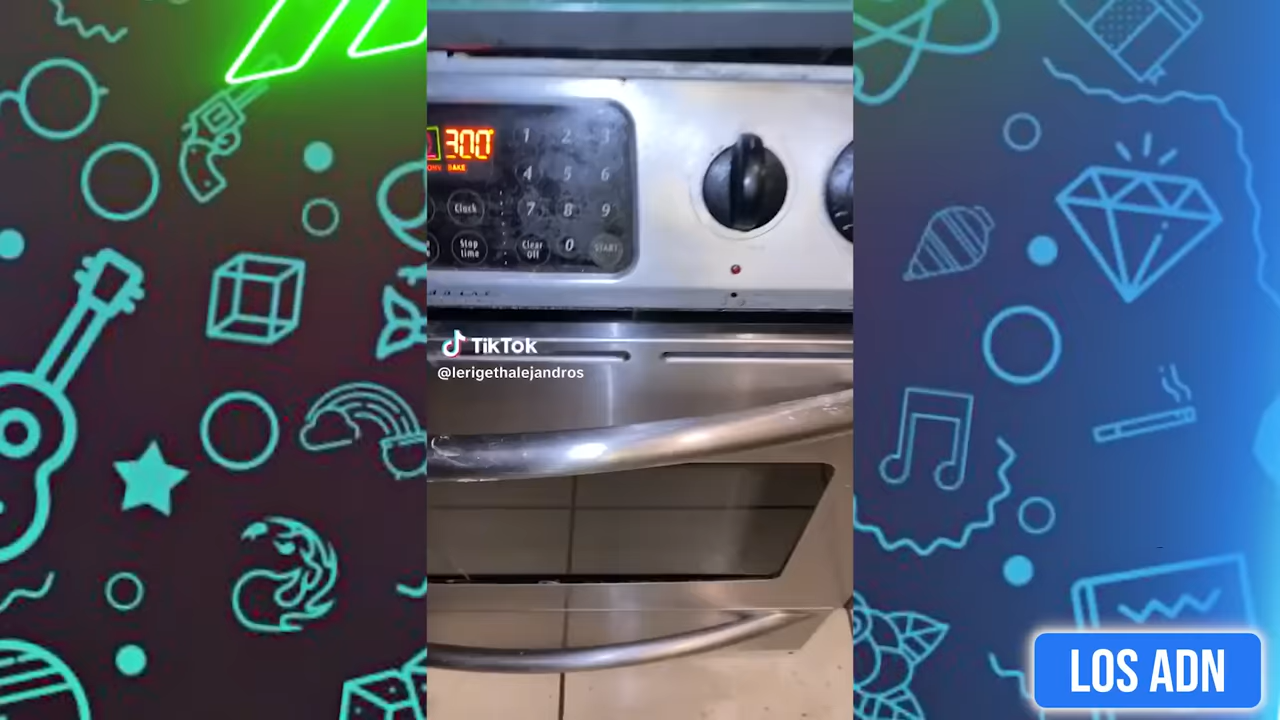 300°
BAKE
1 2 3
4 5 6
Clock
7 8 9
Stop
time
Clear
Off
0
START
TikTok
@lerigethalejandros
LOS ADN